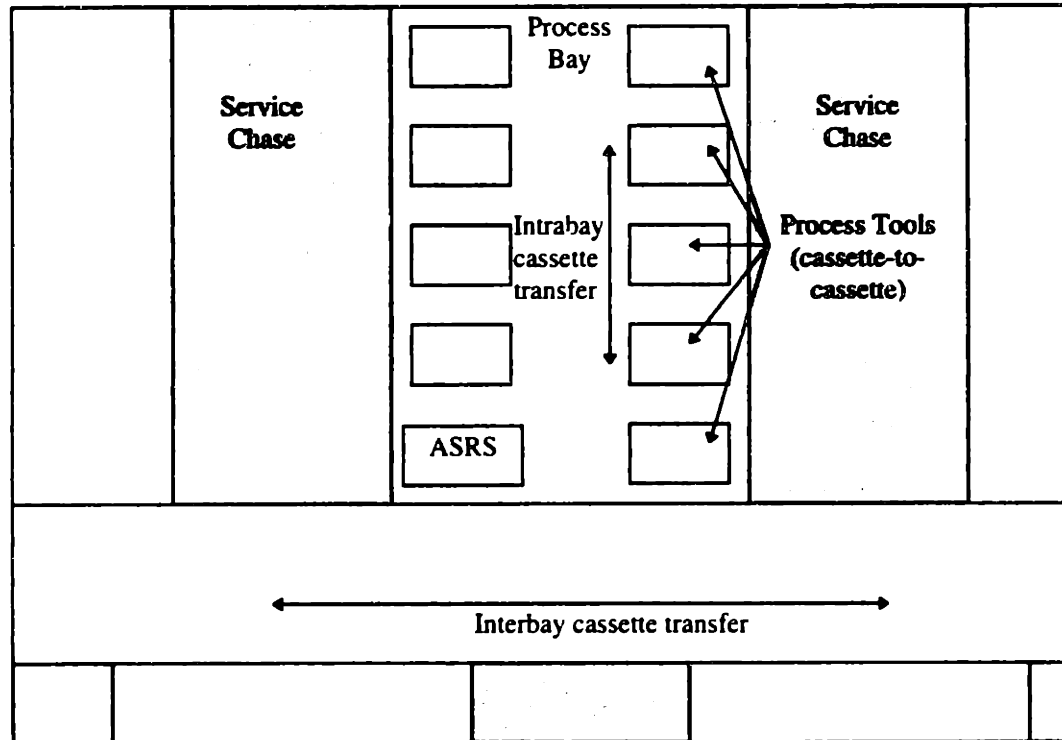 Process
Bay
Service
Chase
Service
Chase
Intrabay
cassette
transfer
Process Tools
(cassette-to-
cassette)
ASRS
Interbay cassette transfer